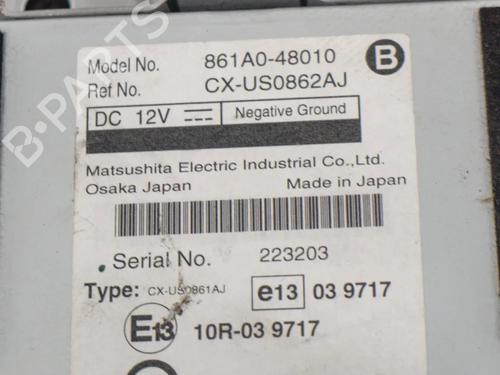 Model No. 861A0-48010 B
Ref No. CX-US0862AJ
DC 12V Negative Ground
Matsushita Electric Industrial Co.,Ltd.
Osaka Japan Made in Japan
Serial No. 223203
Type: CX-US0861AJ e13 03 9717
E13 10R-03 9717